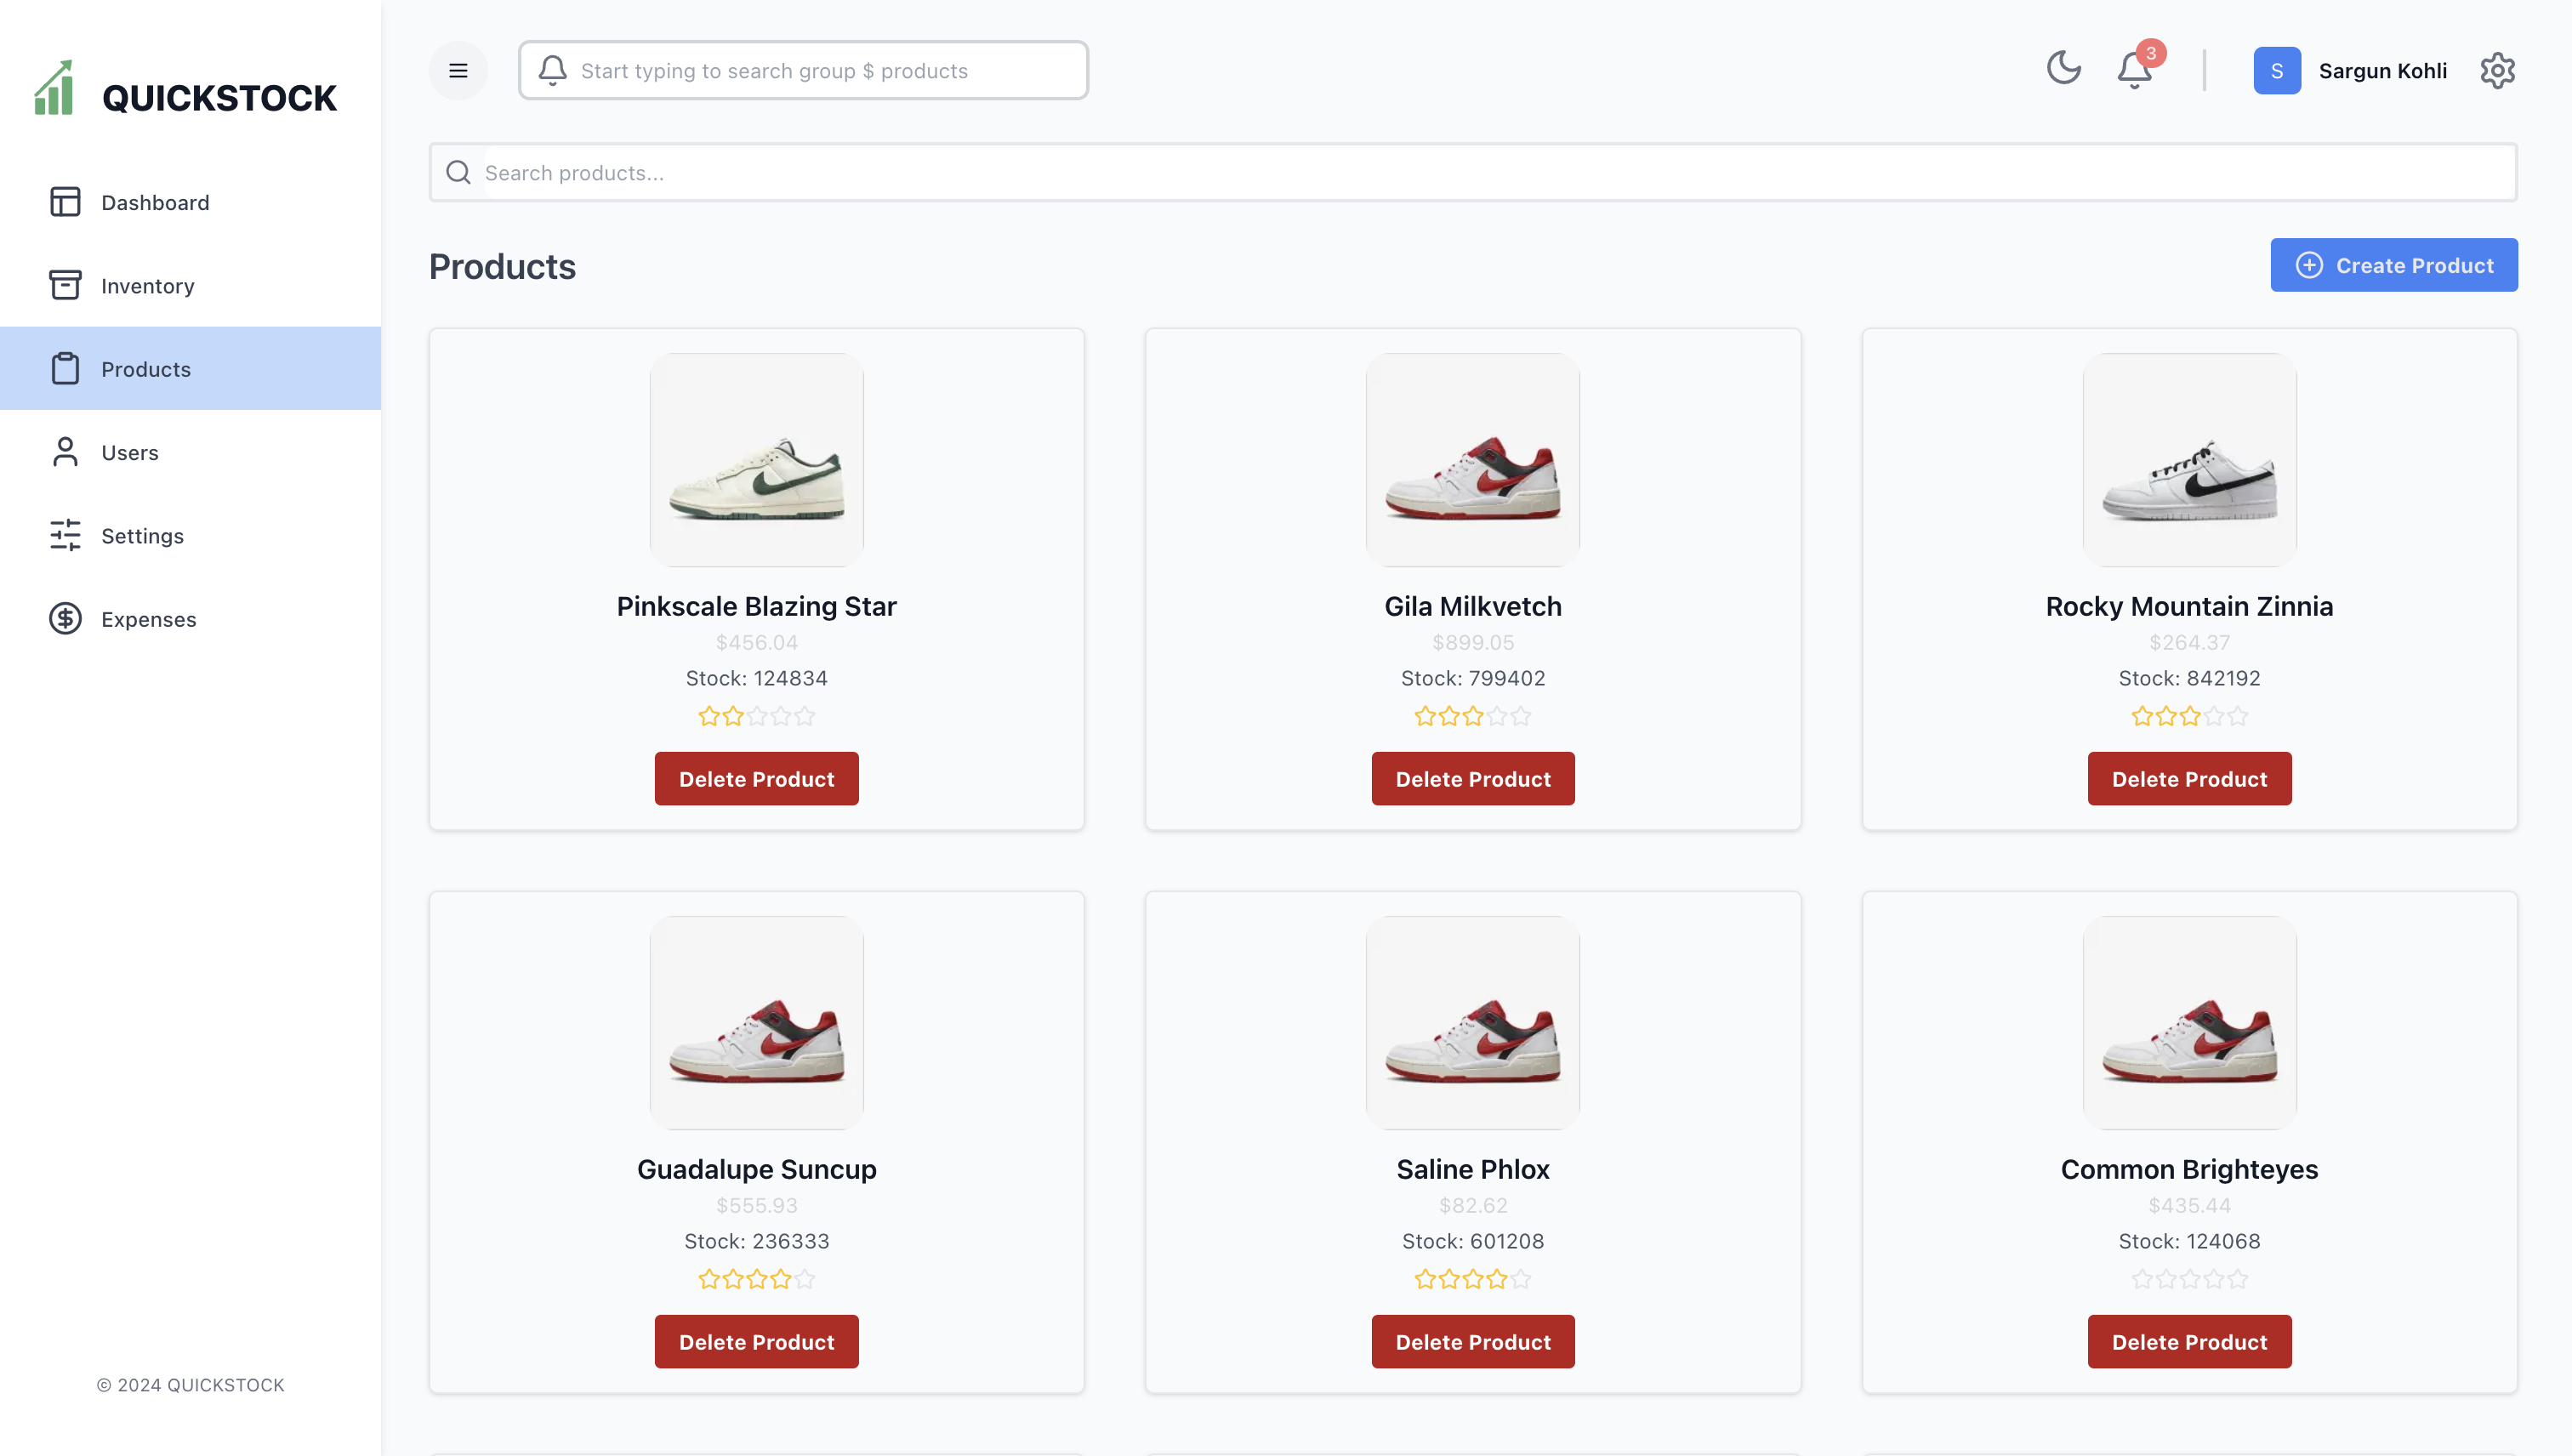 QUICKSTOCK
Dashboard
Inventory
Products
Users
Settings
Expenses
© 2024 QUICKSTOCK
Start typing to search group $ products
3
S
Sargun Kohli
Search products...
Products
Create Product
Pinkscale Blazing Star
$456.04
Stock: 124834
Delete Product
Gila Milkvetch
$899.05
Stock: 799402
Delete Product
Rocky Mountain Zinnia
$264.37
Stock: 842192
Delete Product
Guadalupe Suncup
$555.93
Stock: 236333
Delete Product
Saline Phlox
$82.62
Stock: 601208
Delete Product
Common Brighteyes
$435.44
Stock: 124068
Delete Product